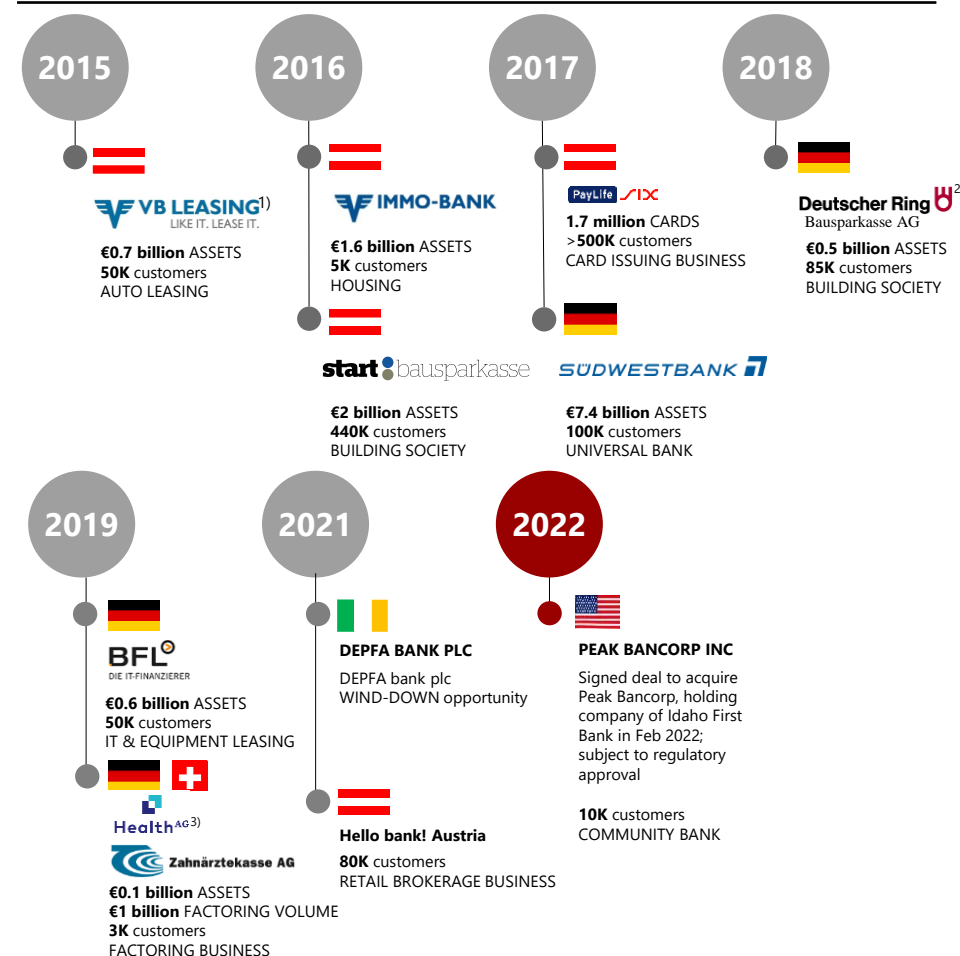 2015
VB LEASING1)
LIKE IT. LEASE IT.
€0.7 billion ASSETS
50K customers
AUTO LEASING
2016
IMMO-BANK
€1.6 billion ASSETS
5K customers
HOUSING
start bausparkasse
€2 billion ASSETS
440K customers
BUILDING SOCIETY
2017
PayLife SIX
1.7 million CARDS
>500K customers
CARD ISSUING BUSINESS
SÜDWESTBANK
€7.4 billion ASSETS
100K customers
UNIVERSAL BANK
2018
Deutscher Ring 2
Bausparkasse AG
€0.5 billion ASSETS
85K customers
BUILDING SOCIETY
2019
BFL
DIE IT-FINANZIERER
€0.6 billion ASSETS
50K customers
IT & EQUIPMENT LEASING
Health AG3)
Zahnärztekasse AG
€0.1 billion ASSETS
€1 billion FACTORING VOLUME
3K customers
FACTORING BUSINESS
2021
DEPFA BANK PLC
DEPFA bank plc
WIND-DOWN opportunity
Hello bank! Austria
80K customers
RETAIL BROKERAGE BUSINESS
2022
PEAK BANCORP INC
Signed deal to acquire
Peak Bancorp, holding
company of Idaho First
Bank in Feb 2022;
subject to regulatory
approval
10K customers
COMMUNITY BANK